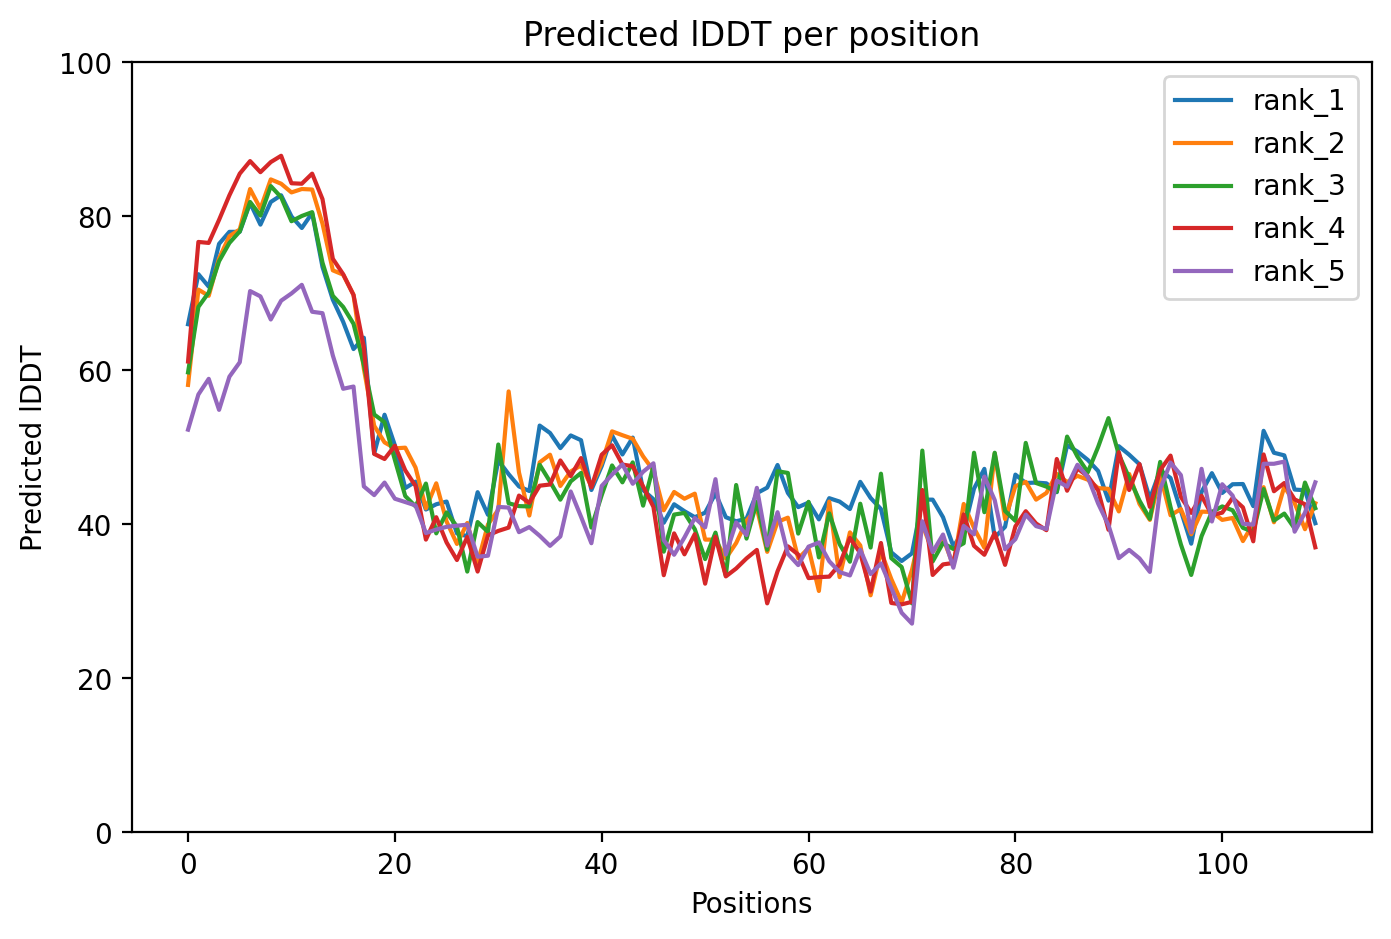 Predicted lDDT per position
100
80
60
40
20
0
Predicted lDDT
rank_1
rank_2
rank_3
rank_4
rank_5
0 20 40 60 80 100
Positions